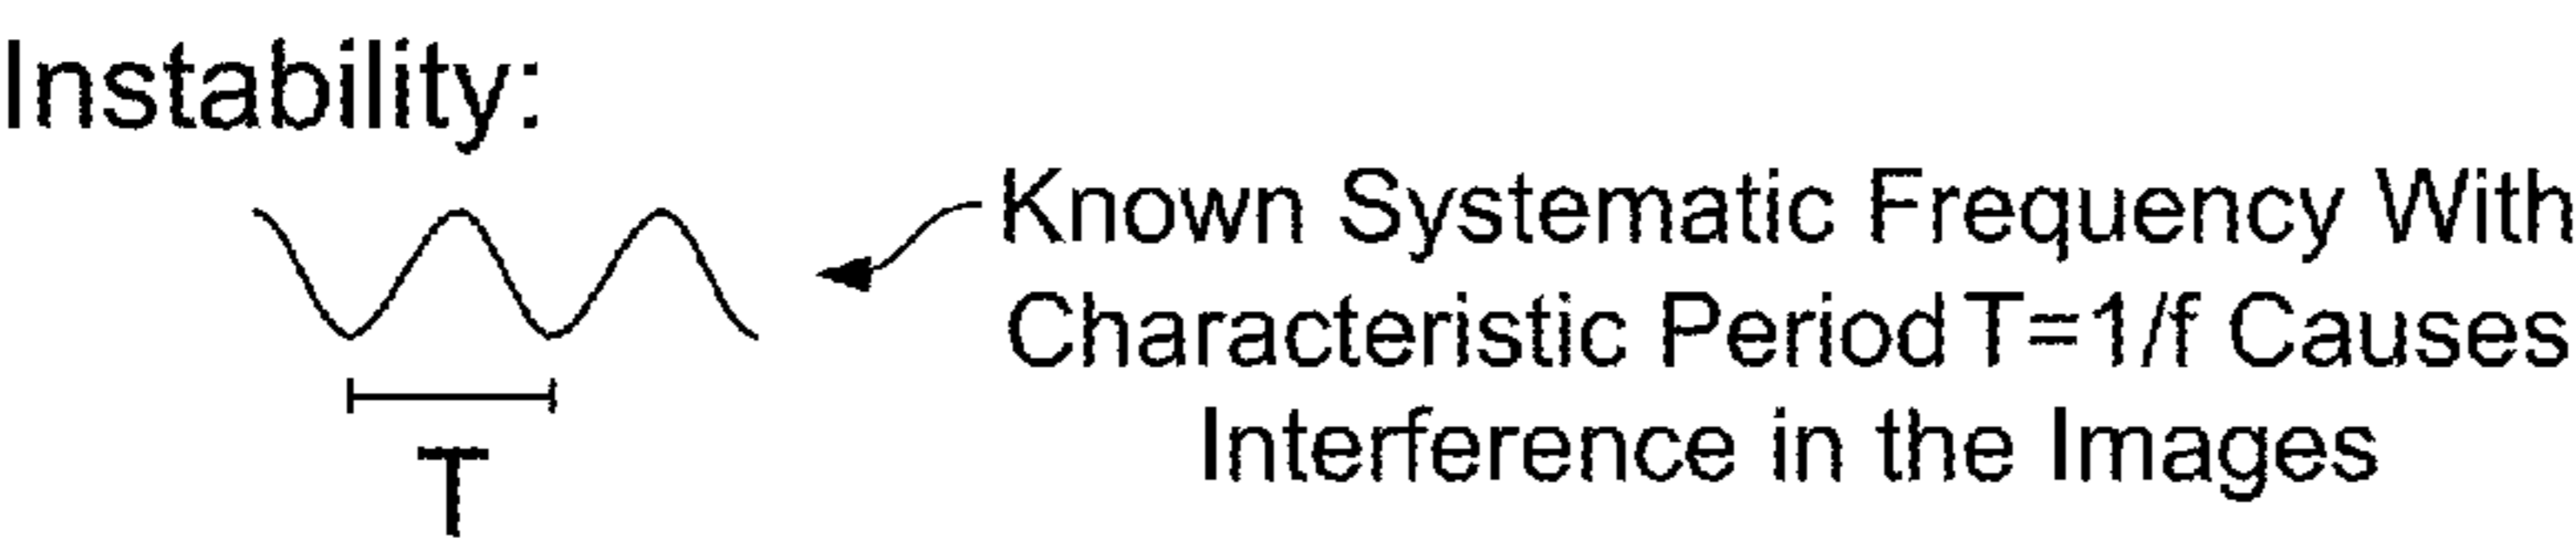 Instability:
Known Systematic Frequency With
Characteristic Period T=1/f Causes
Interference in the Images
T